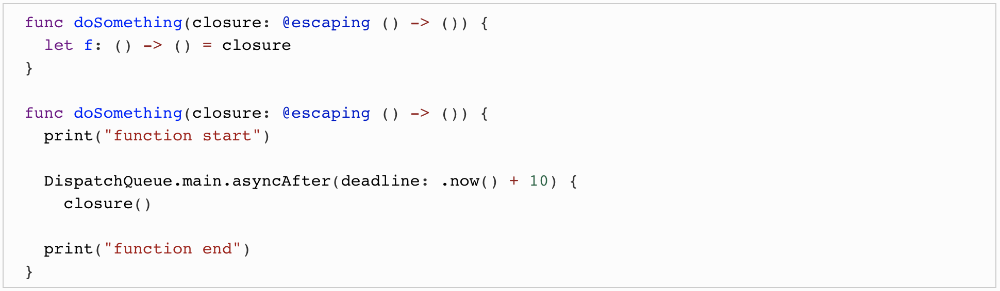 func doSomething(closure: @escaping () -> ()) {
  let f: () -> () = closure
}

func doSomething(closure: @escaping () -> ()) {
  print("function start")

  DispatchQueue.main.asyncAfter(deadline: .now() + 10) {
    closure()

  print("function end")
}